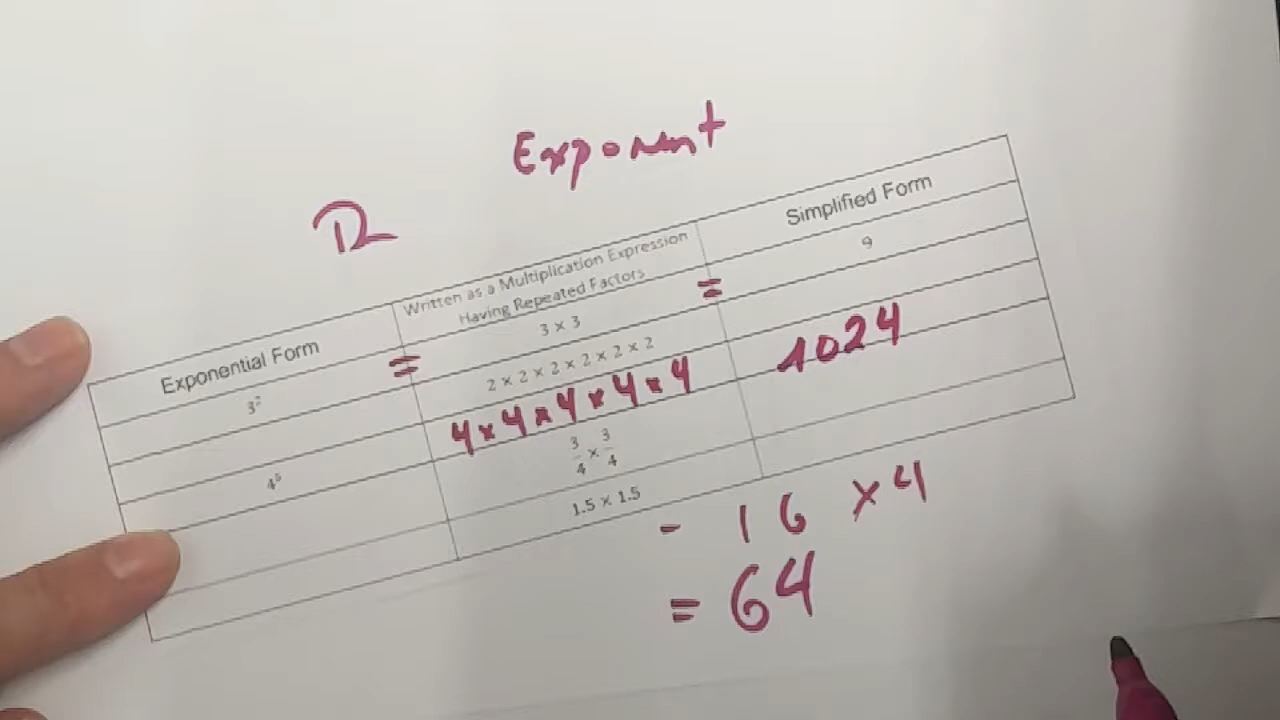 Exponent
Exponential Form
Written as a Multiplication Expression
Having Repeated Factors
Simplified Form
3² = 3 × 3 = 9
2 × 2 × 2 × 2 × 2 × 2
4⁵ 4 × 4 × 4 × 4 × 4 1024
3/4 × 3/4
1.5 × 1.5
- 16 × 4
= 64